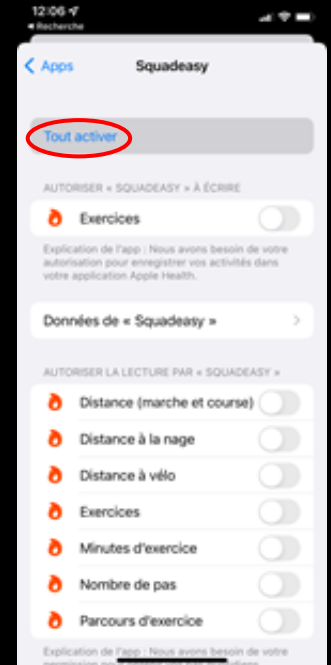 12:06
Recherche
Apps
Squadeasy
Tout activer
AUTORISER « SQUADEASY » À ÉCRIRE
Exercices
Explication de l'app : Nous avons besoin de votre
autorisation pour enregistrer vos activités dans
votre application Apple Health.
Données de « Squadeasy »
AUTORISER LA LECTURE PAR « SQUADEASY »
Distance (marche et course)
Distance à la nage
Distance à vélo
Exercices
Minutes d'exercice
Nombre de pas
Parcours d'exercice
Explication de l'app : Nous avons besoin de votre